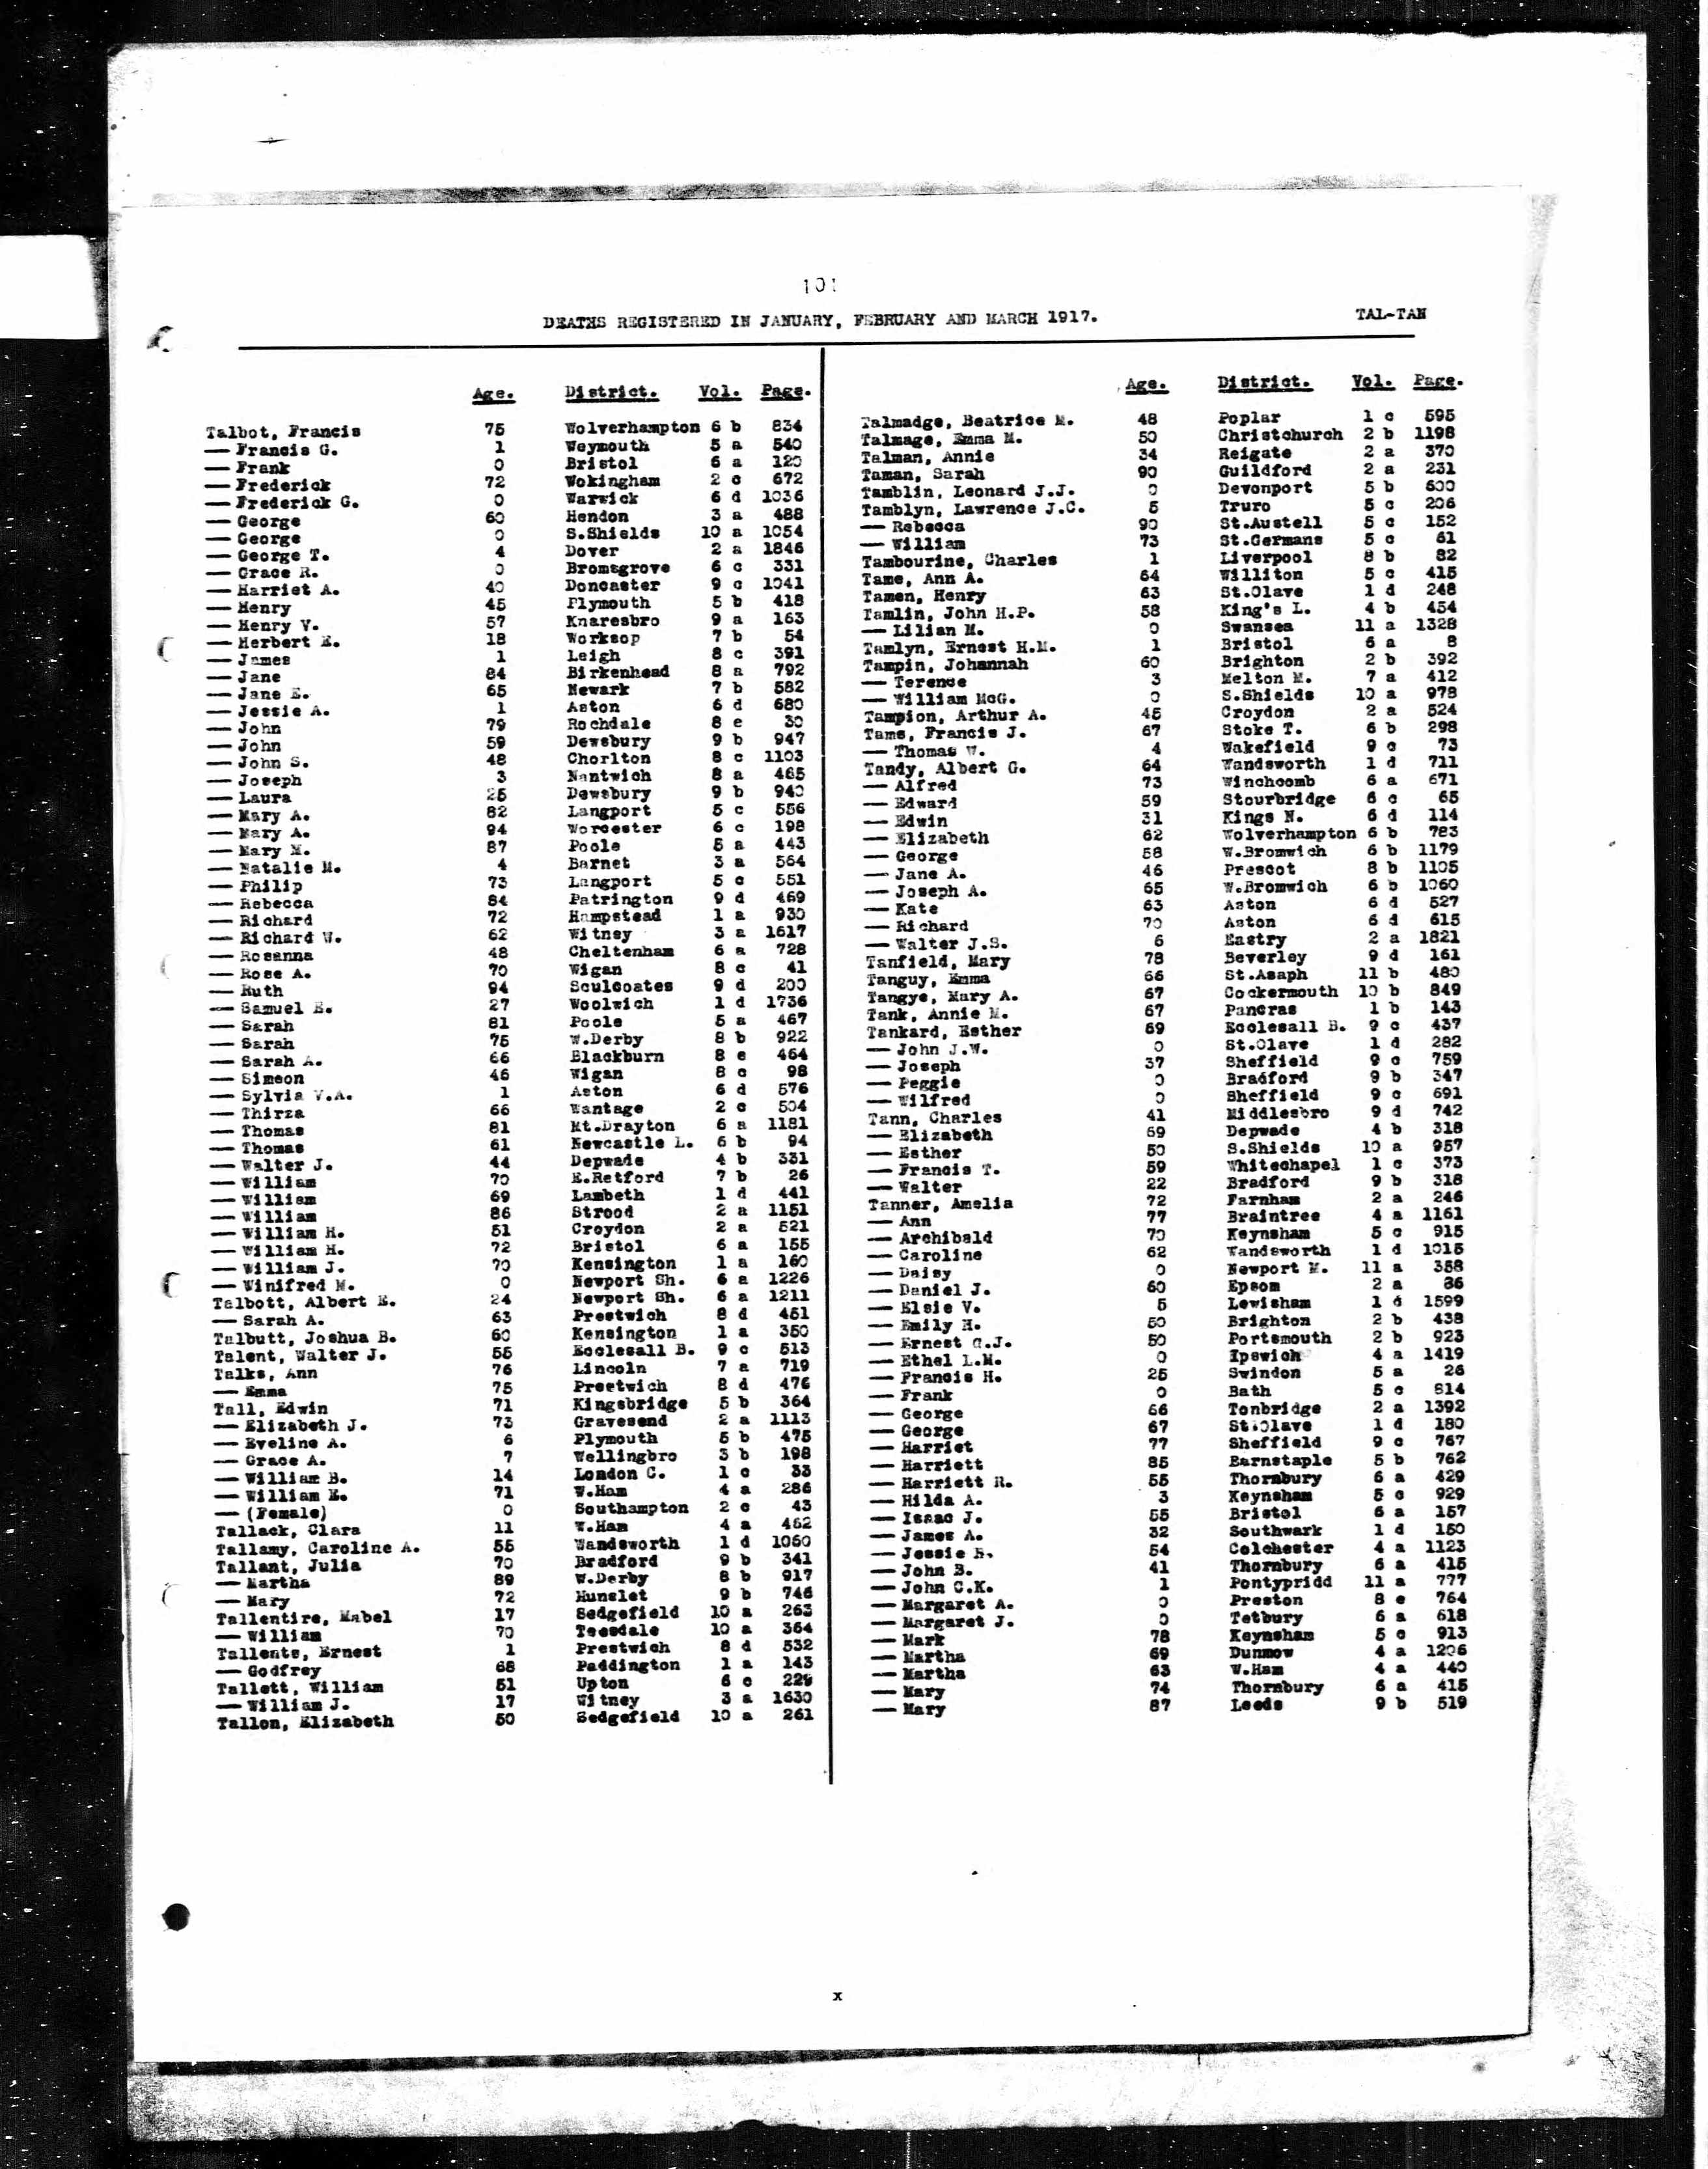 101
DEATHS REGISTERED IN JANUARY, FEBRUARY AND MARCH 1917. TAL-TAN
Age. District. Vol. Page.
Talbot, Francis 75 Wolverhampton 6 b 834
— Francis G. 1 Weymouth 5 a 540
— Frank 0 Bristol 6 a 120
— Frederick 72 Wokingham 2 c 672
— Frederick G. 0 Warwick 6 d 1036
— George 60 Hendon 3 a 488
— George 0 S.Shields 10 a 1054
— George T. 4 Dover 2 a 1846
— Grace R. 0 Bromsgrove 6 c 331
— Harriet A. 40 Doncaster 9 c 1041
— Henry 45 Plymouth 5 b 418
— Henry V. 57 Knaresbro 9 a 163
— Herbert E. 18 Worksop 7 b 54
— James 1 Leigh 8 c 391
— Jane 84 Birkenhead 8 a 792
— Jane E. 65 Newark 7 b 582
— Jessie A. 1 Aston 6 d 680
— John 79 Rochdale 8 e 30
— John 59 Dewsbury 9 b 947
— John S. 48 Chorlton 8 c 1103
— Joseph 3 Nantwich 8 a 465
— Laura 25 Dewsbury 9 b 940
— Mary A. 82 Langport 5 c 556
— Mary A. 94 Worcester 6 c 198
— Mary M. 87 Poole 5 a 443
— Natalie M. 4 Barnet 3 a 564
— Philip 73 Langport 5 c 551
— Rebecca 84 Patrington 9 d 469
— Richard 72 Hampstead 1 a 930
— Richard W. 62 Witney 3 a 1617
— Rosanna 48 Cheltenham 6 a 728
— Rose A. 70 Wigan 8 c 41
— Ruth 94 Sculcoates 9 d 200
— Samuel E. 27 Woolwich 1 d 1736
— Sarah 81 Poole 5 a 467
— Sarah 75 W.Derby 8 b 922
— Sarah A. 66 Blackburn 8 e 464
— Simeon 46 Wigan 8 c 98
— Sylvia V.A. 1 Aston 6 d 576
— Thirza 66 Wantage 2 c 504
— Thomas 81 Mt.Drayton 6 a 1181
— Thomas 61 Newcastle L. 6 b 94
— Walter J. 44 Depwade 4 b 331
— William 70 E.Retford 7 b 26
— William 69 Lambeth 1 d 441
— William 86 Strood 2 a 1151
— William H. 51 Croydon 2 a 521
— William H. 72 Bristol 6 a 155
— William J. 70 Kensington 1 a 160
— Winifred M. 0 Newport Sh. 6 a 1226
Talbott, Albert E. 24 Newport Sh. 6 a 1211
— Sarah A. 63 Prestwich 8 d 451
Talbutt, Joshua B. 60 Kensington 1 a 350
Talent, Walter J. 55 Ecclesall B. 9 c 513
Talks, Ann 76 Lincoln 7 a 719
— Emma 75 Prestwich 8 d 476
Tall, Edwin 71 Kingsbridge 5 b 364
— Elizabeth J. 73 Gravesend 2 a 1113
— Eveline A. 6 Plymouth 5 b 475
— Grace A. 7 Wellingbro 3 b 198
— William B. 14 London C. 1 c 33
— William E. 71 W.Ham 4 a 286
— (Female) 0 Southampton 2 c 43
Tallack, Clara 11 W.Ham 4 a 452
Tallamy, Caroline A. 55 Wandsworth 1 d 1050
Tallant, Julia 70 Bradford 9 b 341
— Martha 89 W.Derby 8 b 917
— Mary 72 Hunslet 9 b 746
Tallentire, Mabel 17 Sedgefield 10 a 263
— William 70 Teesdale 10 a 364
Tallents, Ernest 1 Prestwich 8 d 532
— Godfrey 68 Paddington 1 a 143
Tallett, William 51 Upton 6 c 229
— William J. 17 Witney 3 a 1630
Tallon, Elizabeth 50 Sedgefield 10 a 261
Age. District. Vol. Page.
Talmadge, Beatrice M. 48 Poplar 1 c 595
Talmage, Emma M. 50 Christchurch 2 b 1198
Talman, Annie 34 Reigate 2 a 370
Taman, Sarah 90 Guildford 2 a 231
Tamblin, Leonard J.J. 0 Devonport 5 b 600
Tamblyn, Lawrence J.C. 5 Truro 5 c 206
— Rebecca 90 St.Austell 5 c 152
— William 73 St.Germans 5 c 61
Tambourine, Charles 1 Liverpool 8 b 82
Tame, Ann A. 64 Williton 5 c 415
Tamen, Henry 63 St.Olave 1 d 248
Tamlin, John H.P. 58 King's L. 4 b 454
— Lilian M. 0 Swansea 11 a 1328
Tamlyn, Ernest H.M. 1 Bristol 6 a 8
Tampin, Johannah 60 Brighton 2 b 392
— Terence 3 Melton M. 7 a 412
— William McG. 0 S.Shields 10 a 978
Tampion, Arthur A. 45 Croydon 2 a 524
Tams, Francis J. 67 Stoke T. 6 b 298
— Thomas W. 4 Wakefield 9 c 73
Tandy, Albert G. 64 Wandsworth 1 d 711
— Alfred 73 Winchcomb 6 a 671
— Edward 59 Stourbridge 6 c 65
— Edwin 31 Kings N. 6 d 114
— Elizabeth 62 Wolverhampton 6 b 783
— George 58 W.Bromwich 6 b 1179
— Jane A. 46 Prescot 8 b 1105
— Joseph A. 65 W.Bromwich 6 b 1060
— Kate 63 Aston 6 d 527
— Richard 70 Aston 6 d 615
— Walter J.S. 6 Eastry 2 a 1821
Tanfield, Mary 78 Beverley 9 d 161
Tanguy, Emma 66 St.Asaph 11 b 480
Tangye, Mary A. 67 Cockermouth 10 b 849
Tank, Annie M. 67 Pancras 1 b 143
Tankard, Esther 69 Ecclesall B. 9 c 437
— John J.W. 0 St.Olave 1 d 282
— Joseph 37 Sheffield 9 c 759
— Peggie 0 Bradford 9 b 347
— Wilfred 0 Sheffield 9 c 691
Tann, Charles 41 Middlesbro 9 d 742
— Elizabeth 69 Depwade 4 b 318
— Esther 50 S.Shields 10 a 957
— Francis T. 59 Whitechapel 1 c 373
— Walter 22 Bradford 9 b 318
Tanner, Amelia 72 Farnham 2 a 246
— Ann 77 Braintree 4 a 1161
— Archibald 70 Keynsham 5 c 915
— Caroline 62 Wandsworth 1 d 1015
— Daisy 0 Newport M. 11 a 358
— Daniel J. 60 Epsom 2 a 36
— Elsie V. 5 Lewisham 1 d 1599
— Emily H. 50 Brighton 2 b 438
— Ernest G.J. 50 Portsmouth 2 b 923
— Ethel L.M. 0 Ipswich 4 a 1419
— Francis H. 25 Swindon 5 a 26
— Frank 0 Bath 5 c 814
— George 66 Tonbridge 2 a 1392
— George 67 St.Olave 1 d 180
— Harriet 77 Sheffield 9 c 767
— Harriett 85 Barnstaple 5 b 762
— Harriett R. 55 Thornbury 6 a 429
— Hilda A. 3 Keynsham 5 c 929
— Isaac J. 55 Bristol 6 a 157
— James A. 32 Southwark 1 d 150
— Jessie E. 54 Colchester 4 a 1123
— John B. 41 Thornbury 6 a 415
— John C.K. 1 Pontypridd 11 a 777
— Margaret A. 0 Preston 8 e 764
— Margaret J. 0 Tetbury 6 a 618
— Mark 78 Keynsham 5 c 913
— Martha 69 Dunmow 4 a 1206
— Martha 63 W.Ham 4 a 440
— Mary 74 Thornbury 6 a 415
— Mary 87 Leeds 9 b 519
x